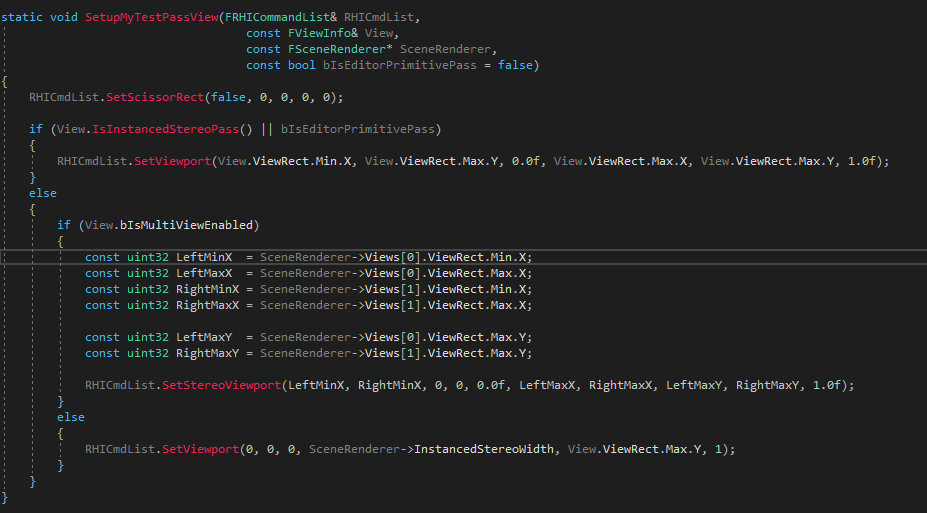 static void SetupMyTestPassView(FRHICommandList& RHICmdList,
const FViewInfo& View,
const FSceneRenderer* SceneRenderer,
const bool bIsEditorPrimitivePass = false)
{
RHICmdList.SetScissorRect(false, 0, 0, 0, 0);
if (View.IsInstancedStereoPass() || bIsEditorPrimitivePass)
{
RHICmdList.SetViewport(View.ViewRect.Min.X, View.ViewRect.Max.Y, 0.0f, View.ViewRect.Max.X, View.ViewRect.Max.Y, 1.0f);
}
else
{
if (View.bIsMultiViewEnabled)
{
const uint32 LeftMinX  = SceneRenderer->Views[0].ViewRect.Min.X;
const uint32 LeftMaxX  = SceneRenderer->Views[0].ViewRect.Max.X;
const uint32 RightMinX = SceneRenderer->Views[1].ViewRect.Min.X;
const uint32 RightMaxX = SceneRenderer->Views[1].ViewRect.Max.X;
const uint32 LeftMaxY  = SceneRenderer->Views[0].ViewRect.Max.Y;
const uint32 RightMaxY = SceneRenderer->Views[1].ViewRect.Max.Y;
RHICmdList.SetStereoViewport(LeftMinX, RightMinX, 0, 0, 0.0f, LeftMaxX, RightMaxX, LeftMaxY, RightMaxY, 1.0f);
}
else
{
RHICmdList.SetViewport(0, 0, 0, SceneRenderer->InstancedStereoWidth, View.ViewRect.Max.Y, 1);
}
}
}